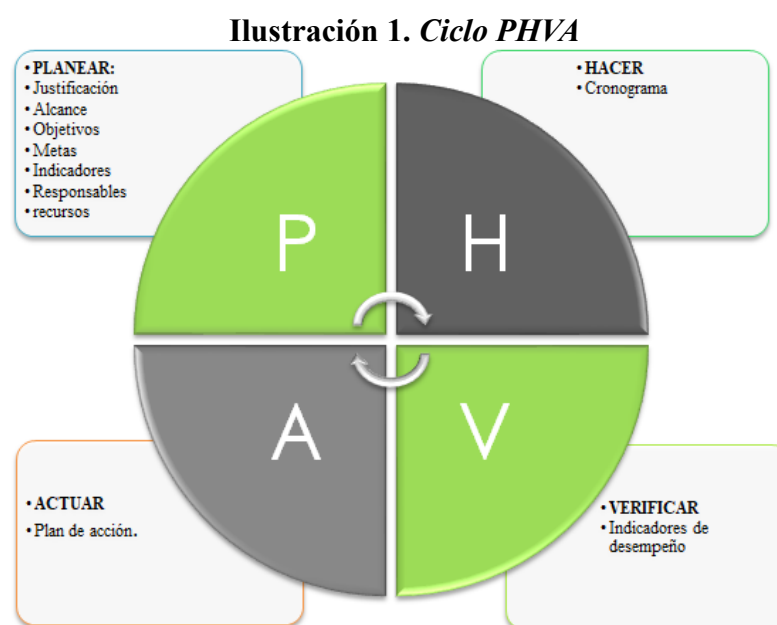 Ilustración 1. Ciclo PHVA
• PLANEAR:
• Justificación
• Alcance
• Objetivos
• Metas
• Indicadores
• Responsables
• recursos
• HACER
• Cronograma
P
H
A
V
• ACTUAR
• Plan de acción.
• VERIFICAR
• Indicadores de
desempeño